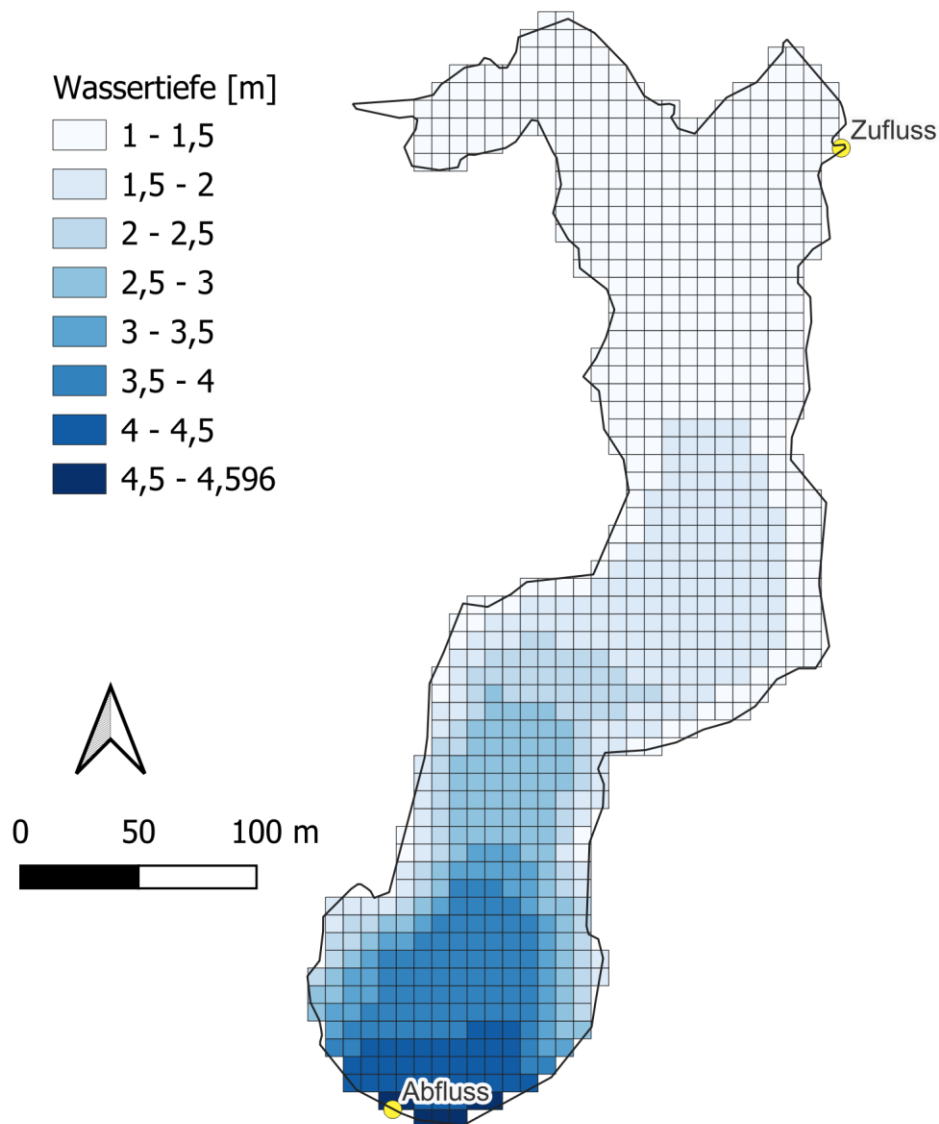 Wassertiefe [m]
1 - 1,5
1,5 - 2
2 - 2,5
2,5 - 3
3 - 3,5
3,5 - 4
4 - 4,5
4,5 - 4,596
Zufluss
0 50 100 m
Abfluss